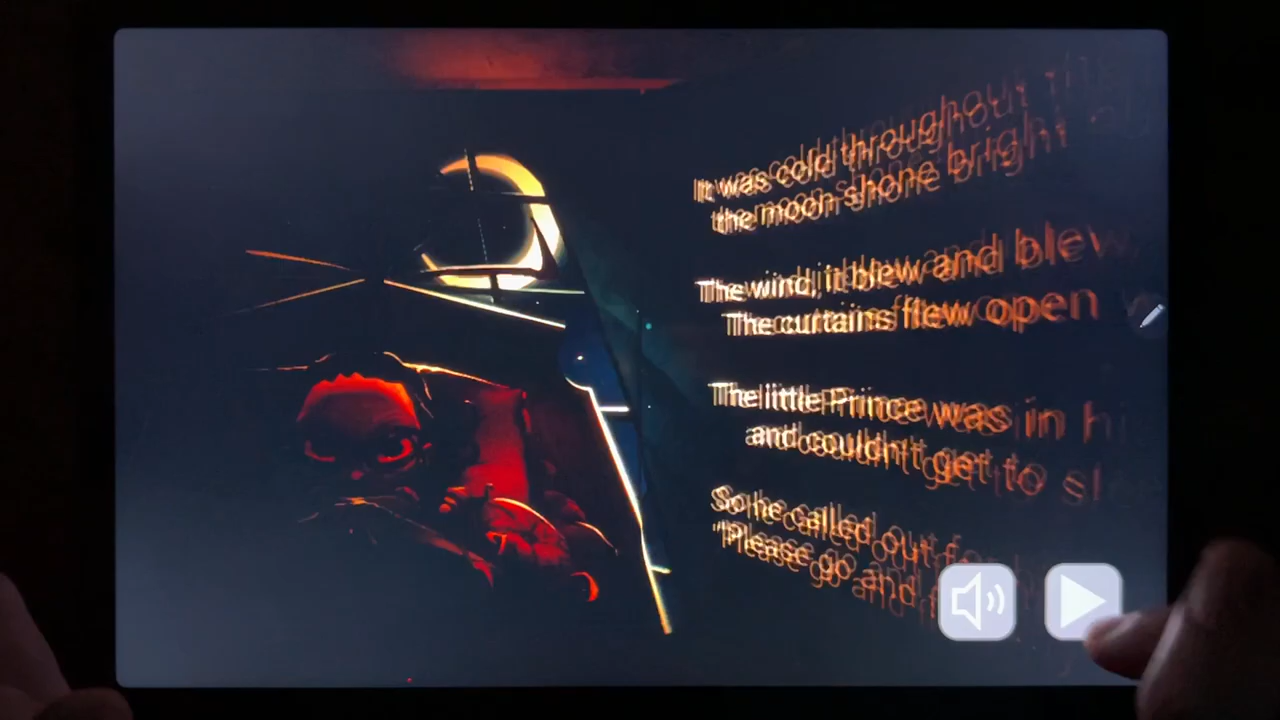 It was cold throughout
the moon shone bright
The wind, it blew and blew
The curtains flew open
The little Prince was in
and couldn't get to
So he called out
"Please go and